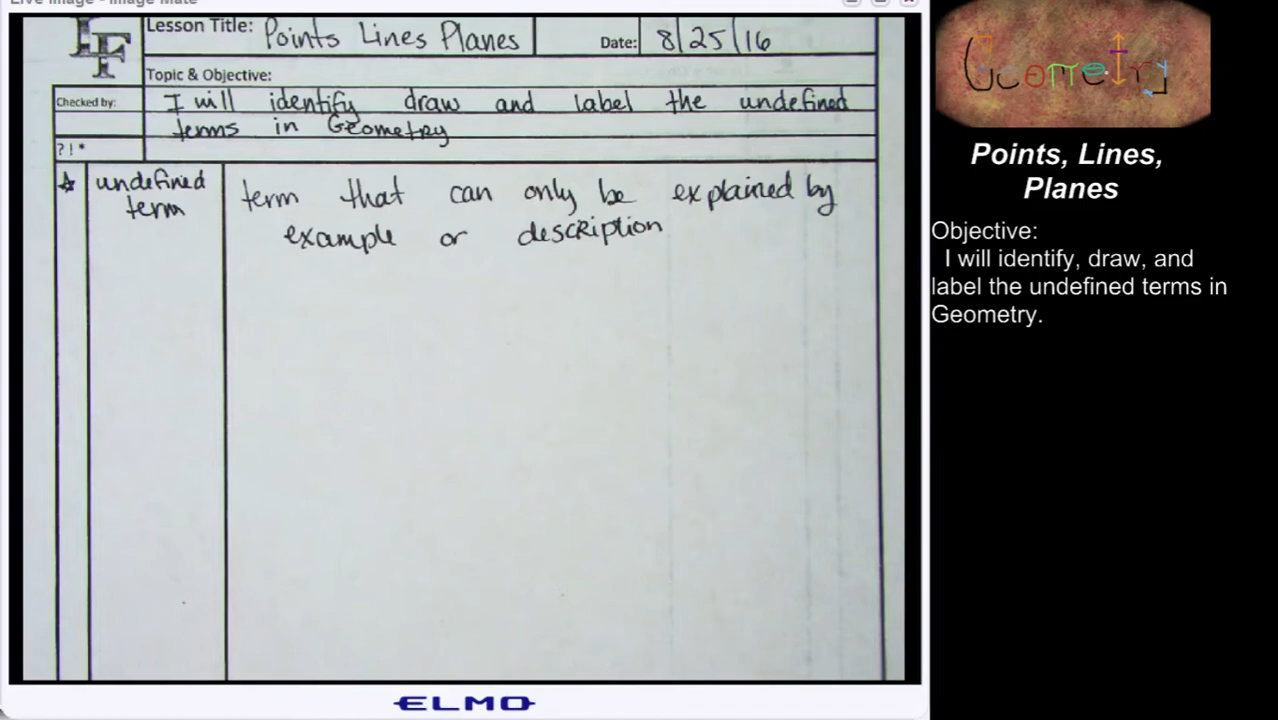 Live Image - Image Mate
LF
Lesson Title: Points Lines Planes
Date: 8/25/16
Topic & Objective:
Checked by:
I will identify draw and label the undefined
terms in Geometry
? ! *
undefined
term
term that can only be explained by
example or description
ELMO
Geometry
Points, Lines,
Planes
Objective:
I will identify, draw, and
label the undefined terms in
Geometry.